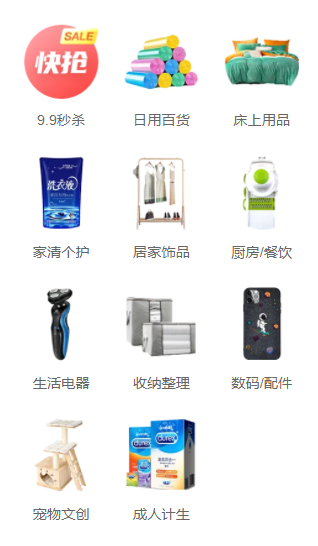 SALE
快抢
9.9秒杀
日用百货
床上用品
洗衣液
家清个护
居家饰品
厨房/餐饮
生活电器
收纳整理
数码/配件
durex
durex
宠物文创
成人计生